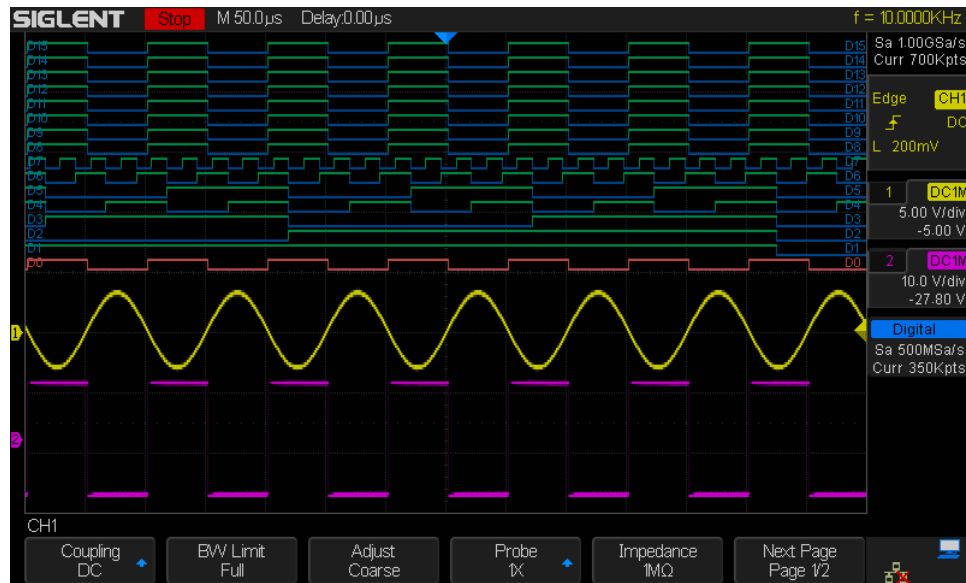 SIGLENT Stop M 50.0µs Delay:0.00µs f = 10.0000KHz
Sa 1.00GSa/s
Curr 700Kpts
Edge CH1
DC
L 200mV
1 DC1M
5.00 V/div
-5.00 V
2 DC1M
10.0 V/div
-27.80 V
Digital
Sa 500MSa/s
Curr 350Kpts
D15 D15
D14 D14
D13 D13
D12 D12
D11 D11
D10 D10
D9 D9
D8 D8
D7 D7
D6 D6
D5 D5
D4 D4
D3 D3
D2 D2
D1 D1
D0 D0
1
2
CH1
Coupling
DC
BW Limit
Full
Adjust
Coarse
Probe
1X
Impedance
1MΩ
Next Page
Page 1/2